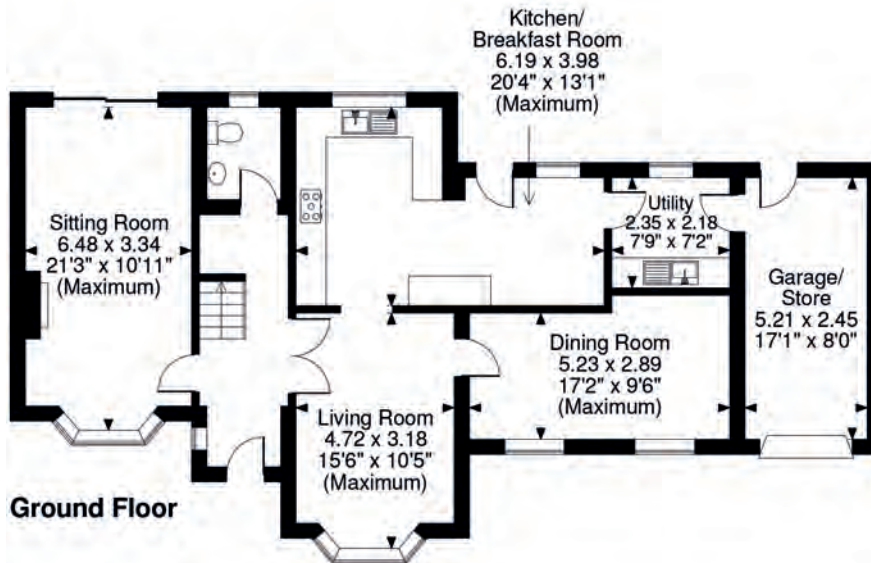 Kitchen/
Breakfast Room
6.19 x 3.98
20'4" x 13'1"
(Maximum)
Sitting Room
6.48 x 3.34
21'3" x 10'11"
(Maximum)
Utility
2.35 x 2.18
7'9" x 7'2"
Garage/
Store
5.21 x 2.45
17'1" x 8'0"
Dining Room
5.23 x 2.89
17'2" x 9'6"
(Maximum)
Living Room
4.72 x 3.18
15'6" x 10'5"
(Maximum)
Ground Floor